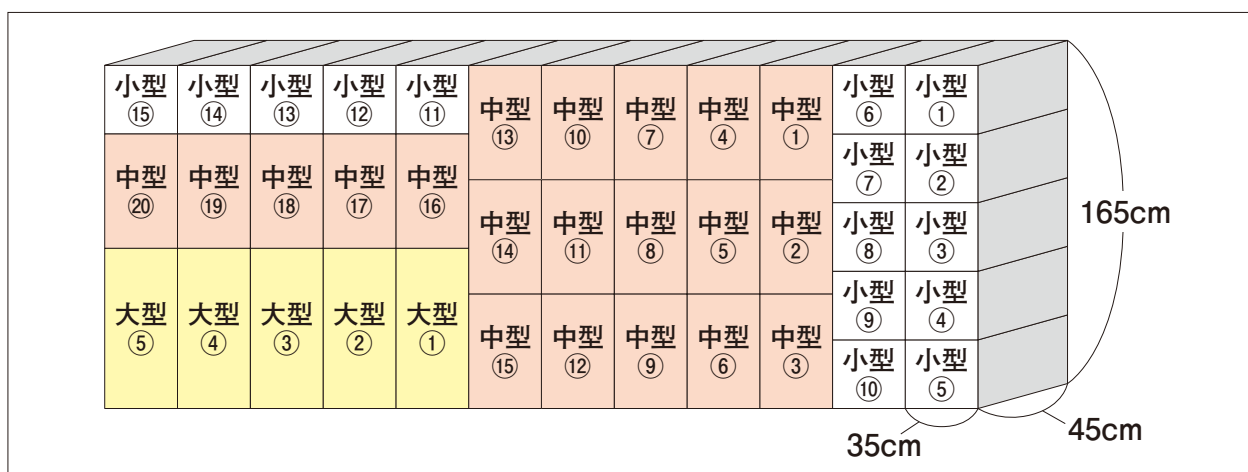 小型 小型 小型 小型 小型
⑮ ⑭ ⑬ ⑫ ⑪
中型 中型 中型 中型 中型
⑳ ⑲ ⑱ ⑰ ⑯
大型 大型 大型 大型 大型
⑤ ④ ③ ② ①
中型 中型 中型 中型 中型
⑬ ⑩ ⑦ ④ ①
中型 中型 中型 中型 中型
⑭ ⑪ ⑧ ⑤ ②
中型 中型 中型 中型 中型
⑮ ⑫ ⑨ ⑥ ③
小型 小型
⑥ ①
小型 小型
⑦ ②
小型 小型
⑧ ③
小型 小型
⑨ ④
小型 小型
⑩ ⑤
165cm
45cm
35cm